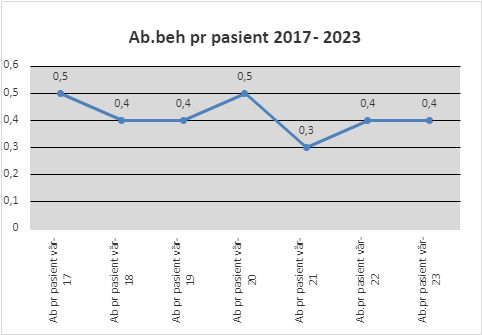 Ab.beh pr pasient 2017- 2023
0,6
0,5
0,4
0,3
0,2
0,1
0
0,5
0,4
0,4
0,5
0,3
0,4
0,4
Ab pr pasient vår-
17
Ab pr pasient vår-
18
Ab pr pasient vår-
19
Ab pr pasient vår-
20
Ab pr pasient vår-
21
Ab pr pasient vår-
22
Ab.pr pasient vår-
23